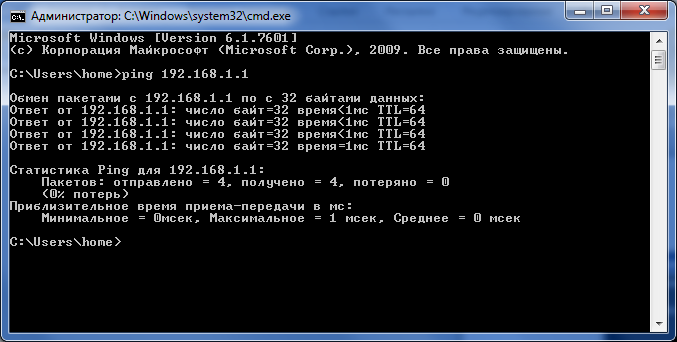 Администратор: C:\Windows\system32\cmd.exe
Microsoft Windows [Version 6.1.7601]
(c) Корпорация Майкрософт (Microsoft Corp.), 2009. Все права защищены.
C:\Users\home>ping 192.168.1.1
Обмен пакетами с 192.168.1.1 по с 32 байтами данных:
Ответ от 192.168.1.1: число байт=32 время<1мс TTL=64
Ответ от 192.168.1.1: число байт=32 время<1мс TTL=64
Ответ от 192.168.1.1: число байт=32 время<1мс TTL=64
Ответ от 192.168.1.1: число байт=32 время=1мс TTL=64
Статистика Ping для 192.168.1.1:
Пакетов: отправлено = 4, получено = 4, потеряно = 0
(0% потерь)
Приблизительное время приема-передачи в мс:
Минимальное = 0мсек, Максимальное = 1 мсек, Среднее = 0 мсек
C:\Users\home>